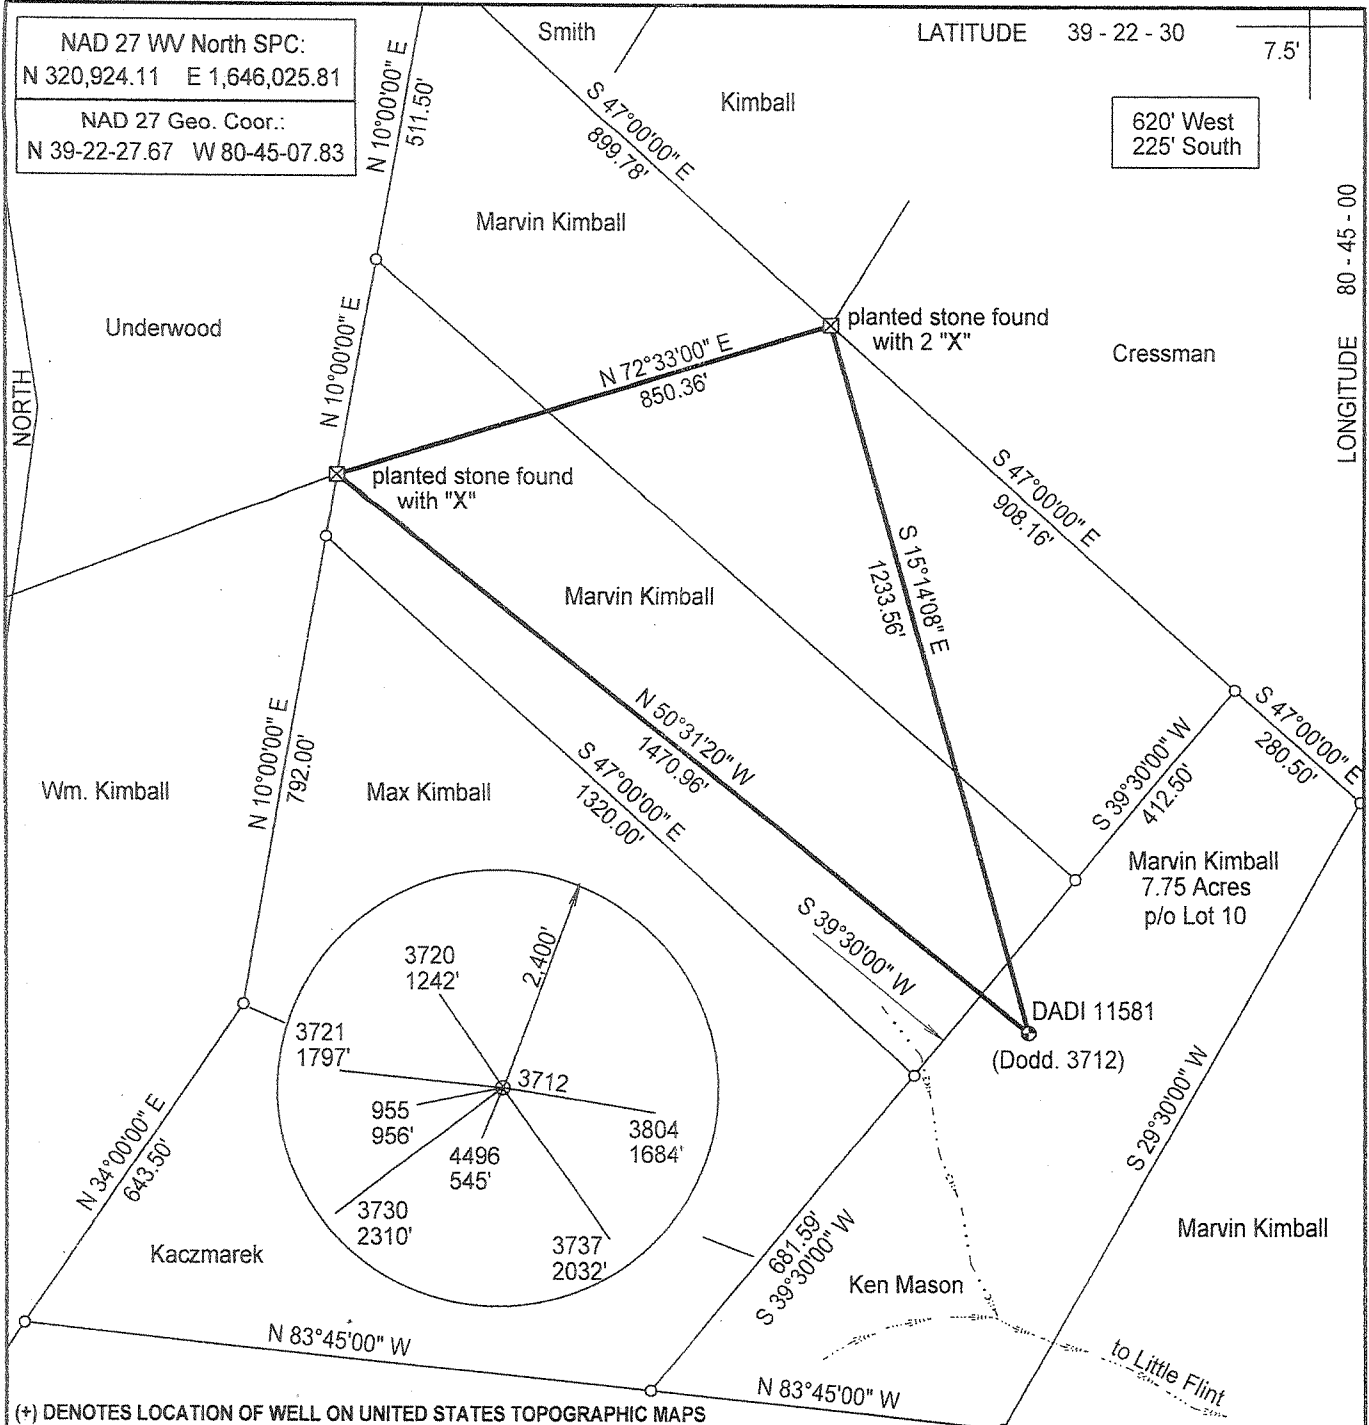 NAD 27 WV North SPC:
N 320,924.11 E 1,646,025.81
NAD 27 Geo. Coor.:
N 39-22-27.67 W 80-45-07.83
N 10°00'00" E
511.50'
Smith
LATITUDE 39 - 22 - 30
7.5'
Kimball
S 47°00'00" E
899.78'
620' West
225' South
LONGITUDE 80 - 45 - 00
Marvin Kimball
Underwood
NORTH
N 10°00'00" E
planted stone found
with 2 "X"
Cressman
N 72°33'00" E
850.36'
planted stone found
with "X"
S 47°00'00" E
908.16'
S 15°14'08" E
1233.56'
Marvin Kimball
N 50°31'20" W
1470.96'
S 47°00'00" E
1320.00'
S 47°00'00" E
280.50'
S 39°30'00" W
412.50'
N 10°00'00" E
792.00'
Wm. Kimball
Max Kimball
Marvin Kimball
7.75 Acres
p/o Lot 10
S 39°30'00" W
DADI 11581
(Dodd. 3712)
2,400'
3720
1242'
3721
1797'
3712
955
956'
4496
545'
3804
1684'
3730
2310'
3737
2032'
N 34°00'00" E
643.50'
S 29°30'00" W
Kaczmarek
681.59'
S 39°30'00" W
Ken Mason
Marvin Kimball
N 83°45'00" W
N 83°45'00" W
to Little Flint
(+) DENOTES LOCATION OF WELL ON UNITED STATES TOPOGRAPHIC MAPS